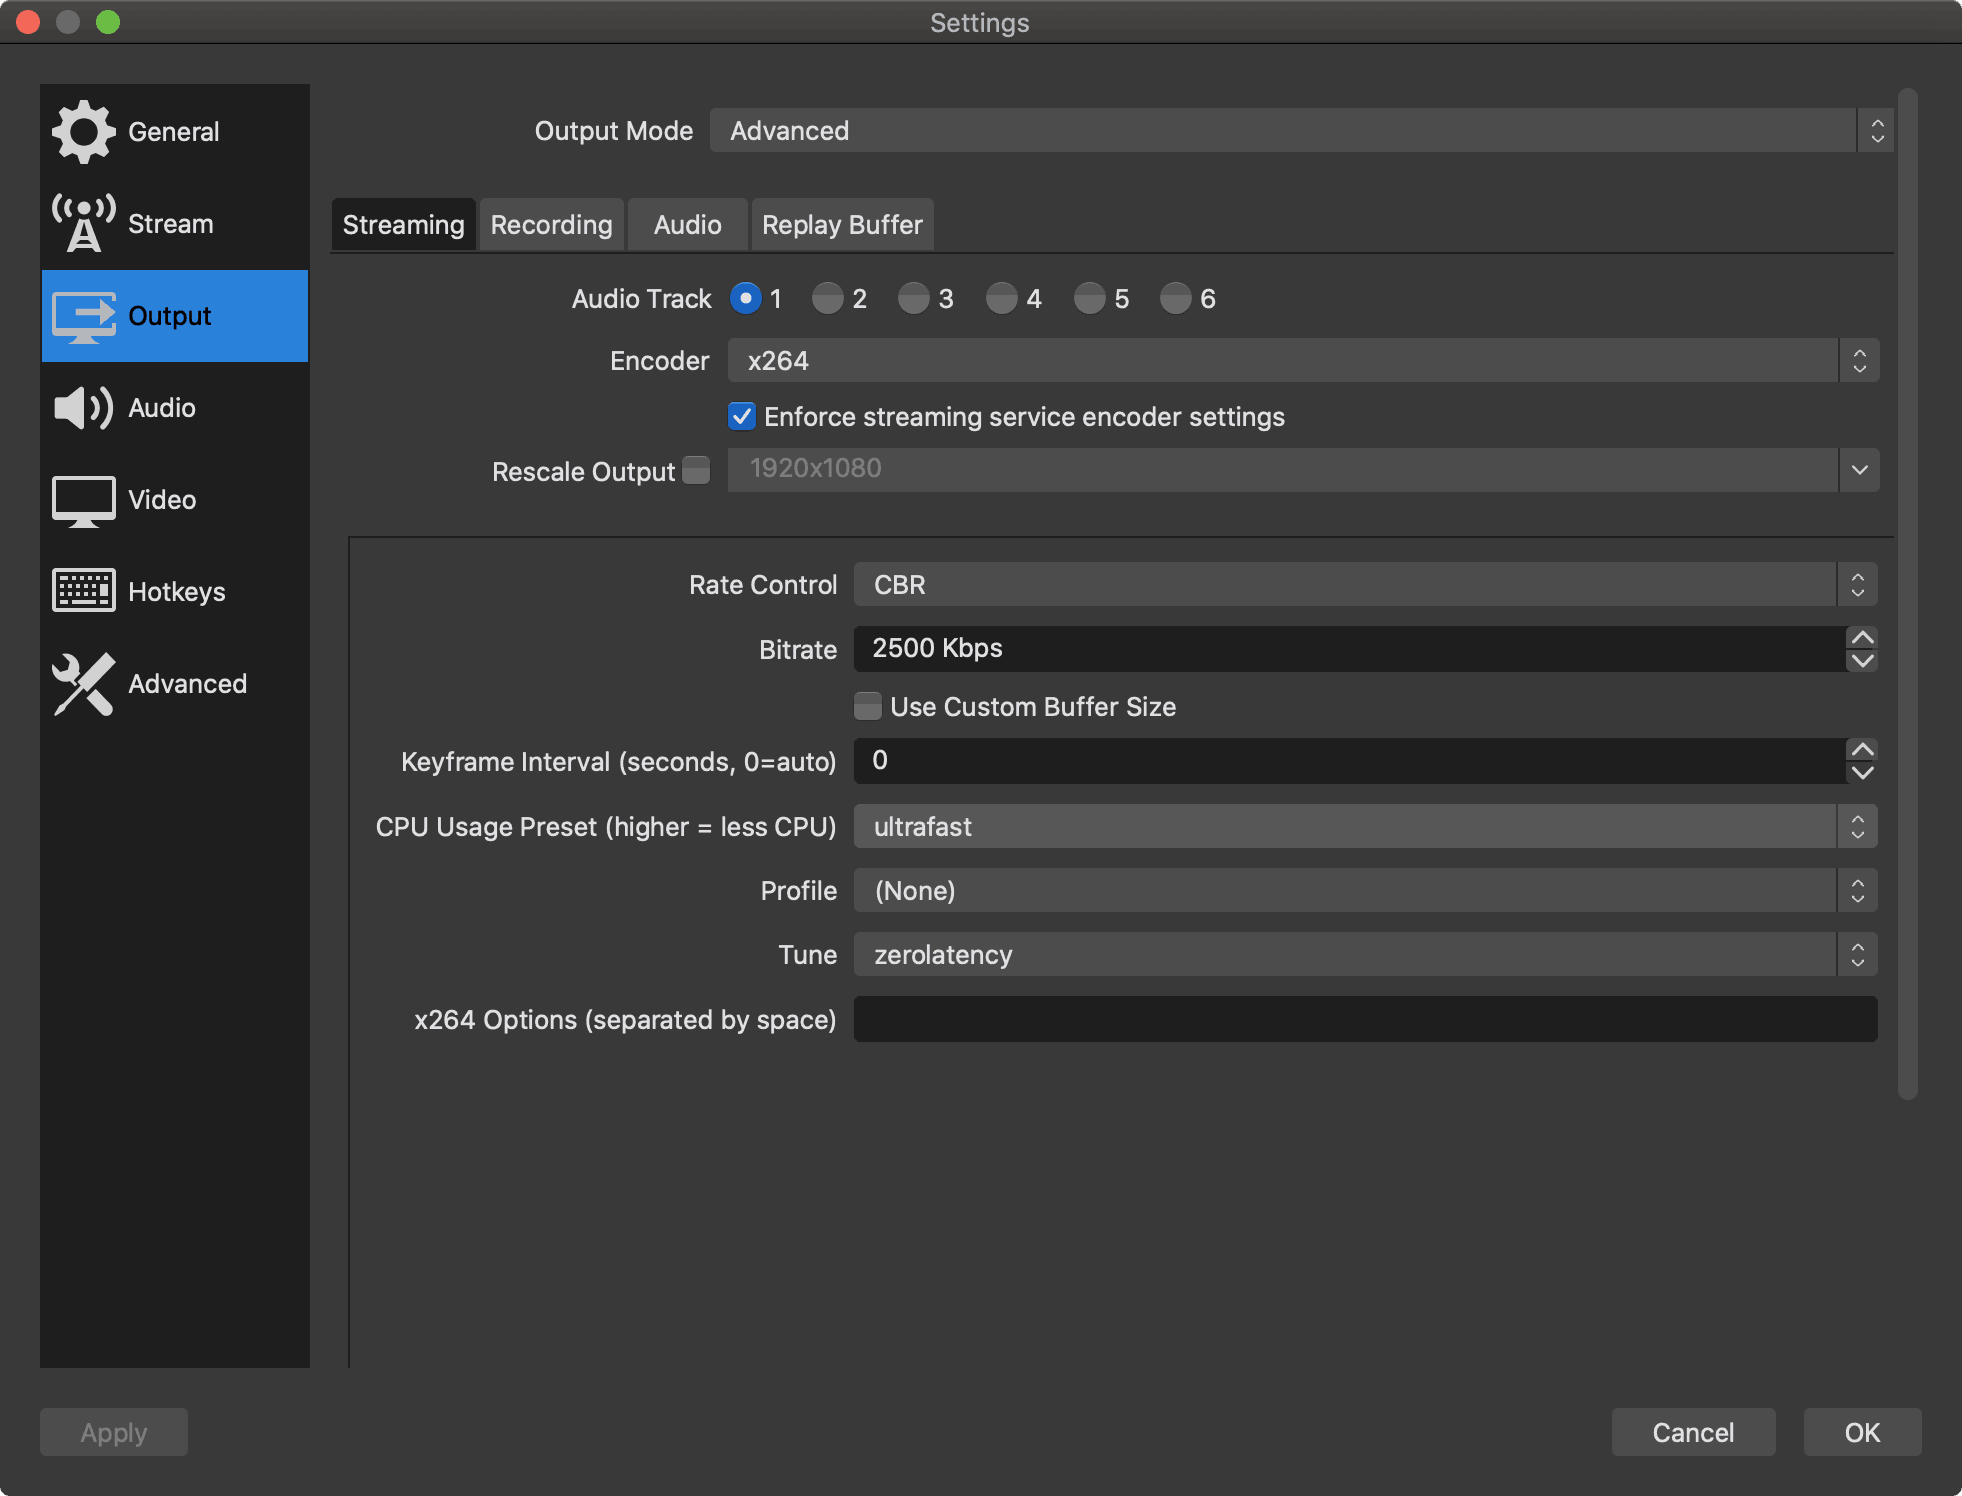 Settings
General
Stream
Output
Audio
Video
Hotkeys
Advanced
Output Mode Advanced
Streaming Recording Audio Replay Buffer
Audio Track 1 2 3 4 5 6
Encoder x264
Enforce streaming service encoder settings
Rescale Output 1920x1080
Rate Control CBR
Bitrate 2500 Kbps
Use Custom Buffer Size
Keyframe Interval (seconds, 0=auto) 0
CPU Usage Preset (higher = less CPU) ultrafast
Profile (None)
Tune zerolatency
x264 Options (separated by space)
Apply Cancel OK